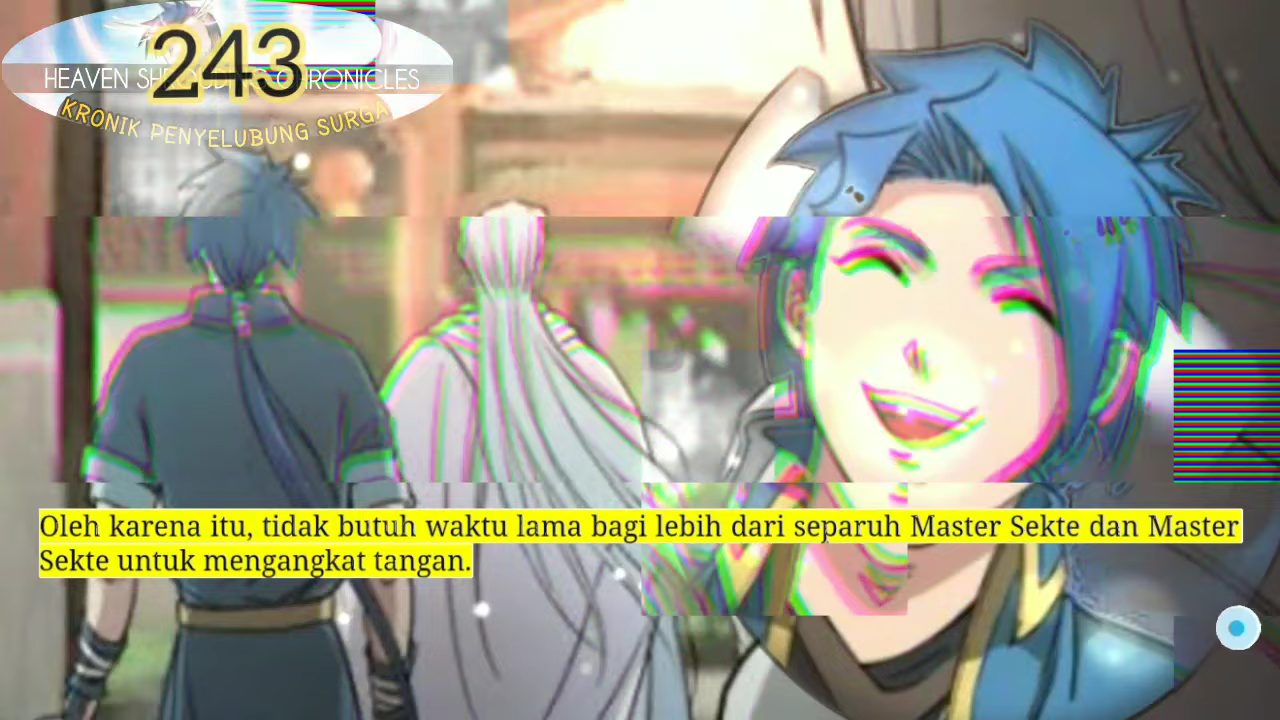 243
HEAVEN CHRONICLES
KRONIK PENYELUBUNG SURGA
Oleh karena itu, tidak butuh waktu lama bagi lebih dari separuh Master Sekte dan Master
Sekte untuk mengangkat tangan.